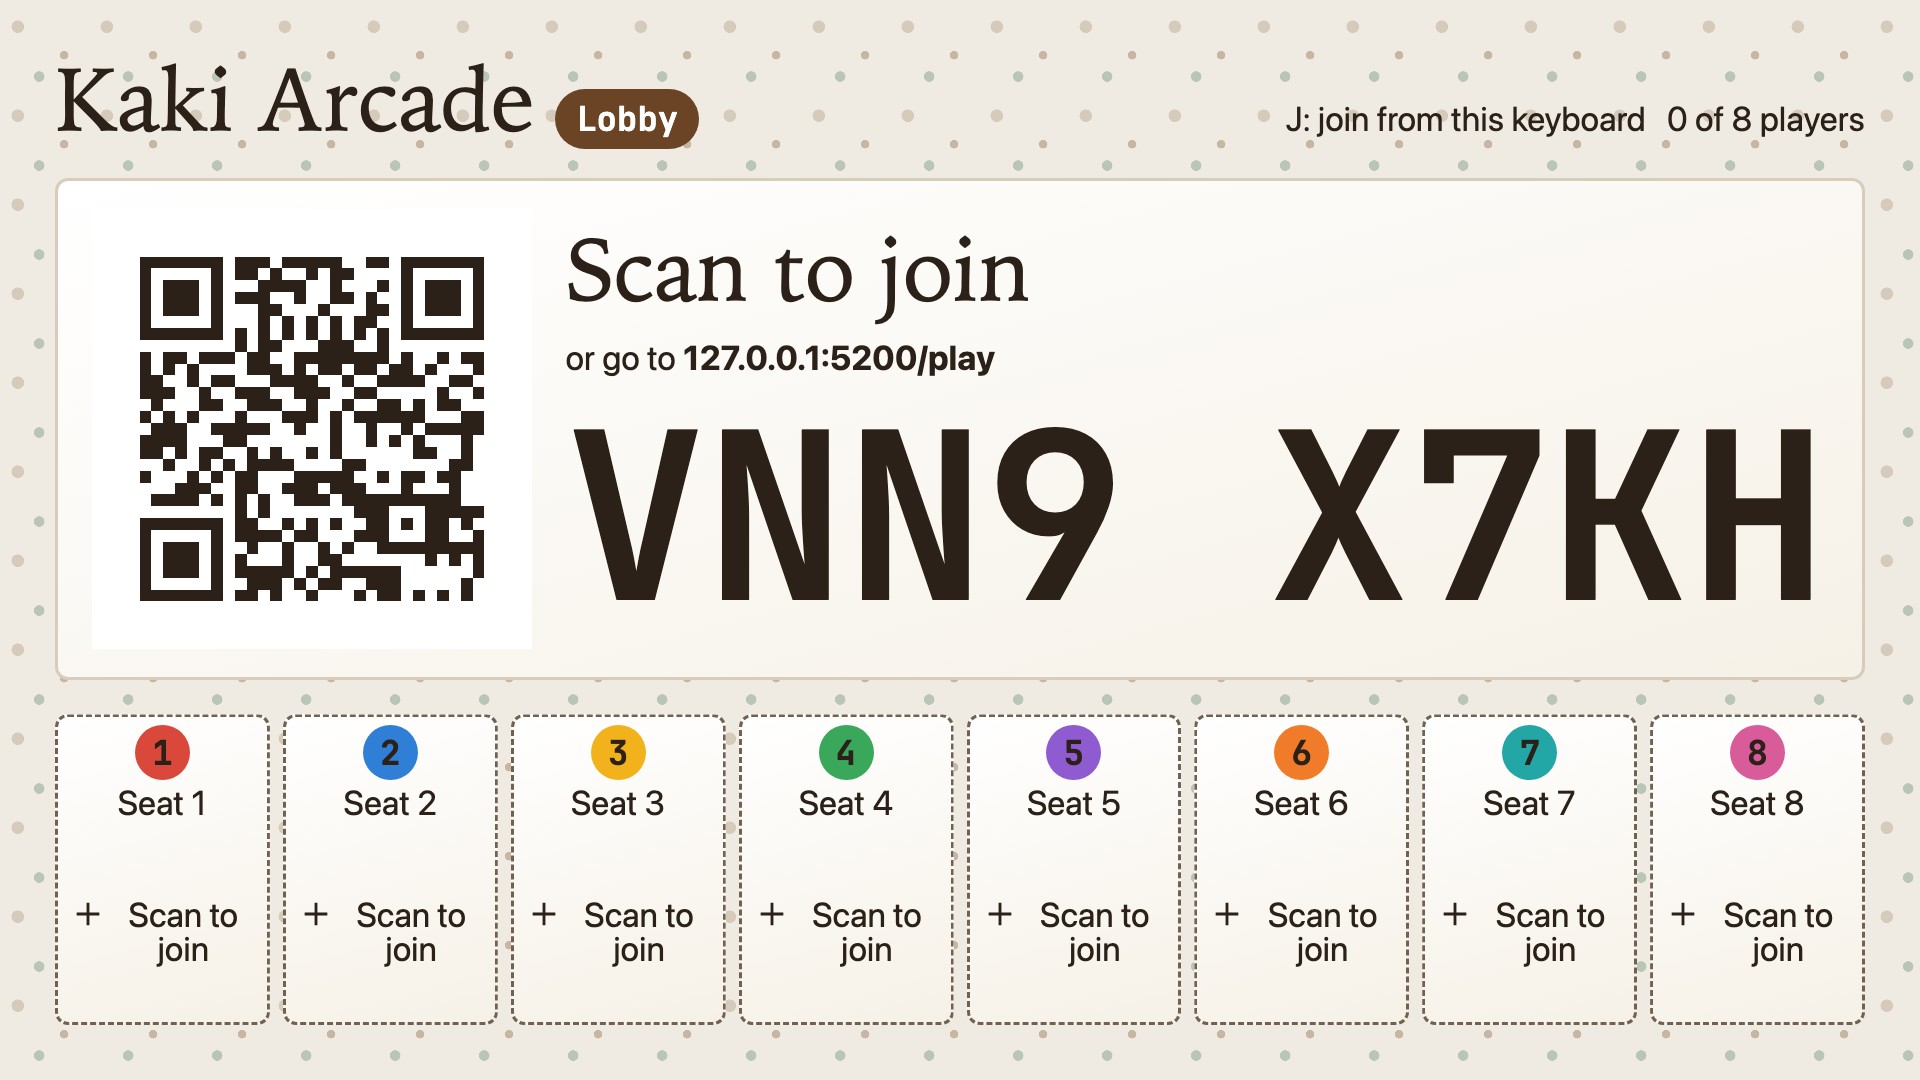 Kaki Arcade
Lobby
J: join from this keyboard 0 of 8 players
Scan to join
or go to 127.0.0.1:5200/play
VNN9 X7KH
1
Seat 1
+ Scan to
join
2
Seat 2
+ Scan to
join
3
Seat 3
+ Scan to
join
4
Seat 4
+ Scan to
join
5
Seat 5
+ Scan to
join
6
Seat 6
+ Scan to
join
7
Seat 7
+ Scan to
join
8
Seat 8
+ Scan to
join